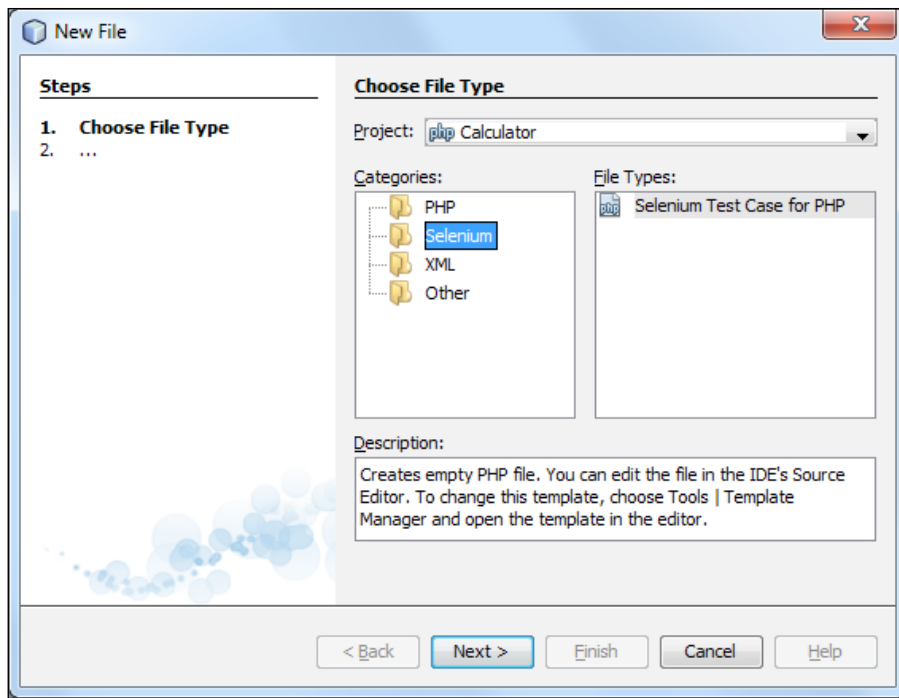 New File
Steps
1. Choose File Type
2. ...
Choose File Type
Project: php Calculator
Categories:
PHP
Selenium
XML
Other
File Types:
php Selenium Test Case for PHP
Description:
Creates empty PHP file. You can edit the file in the IDE's Source
Editor. To change this template, choose Tools | Template
Manager and open the template in the editor.
< Back
Next >
Finish
Cancel
Help